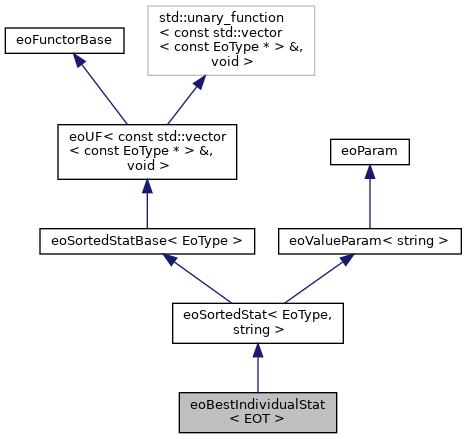 std::unary_function
< const std::vector
< const EoType * > &,
void >
eoFunctorBase
eoUF< const std::vector
< const EoType * > &,
void >
eoParam
eoSortedStatBase< EoType >
eoValueParam< string >
eoSortedStat< EoType,
string >
eoBestIndividualStat
< EOT >